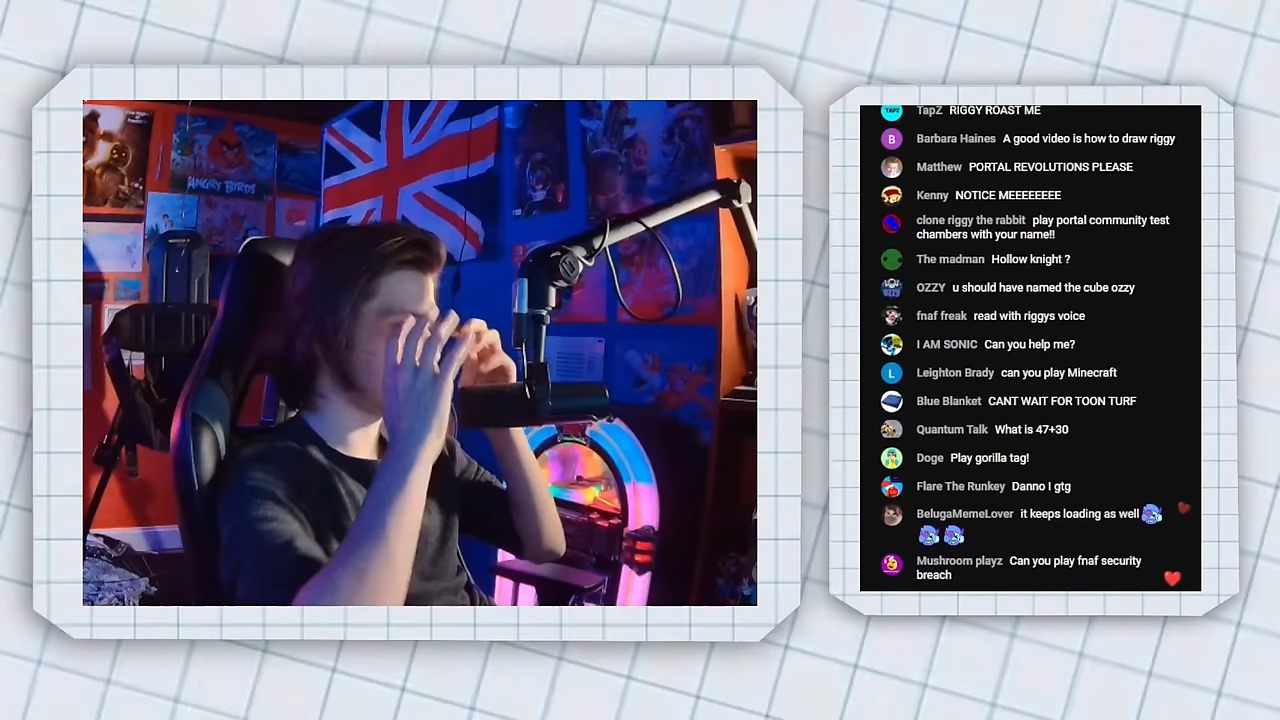 ANGRY BIRDS
TAPZ
TapZ RIGGY ROAST ME
B
Barbara Haines A good video is how to draw riggy
Matthew PORTAL REVOLUTIONS PLEASE
Kenny NOTICE MEEEEEEEE
clone riggy the rabbit play portal community test
chambers with your name!!
The madman Hollow knight ?
OZZY
OZZY u should have named the cube ozzy
fnaf freak read with riggys voice
I AM SONIC Can you help me?
L
Leighton Brady can you play Minecraft
Blue Blanket CANT WAIT FOR TOON TURF
Quantum Talk What is 47+30
Doge Play gorilla tag!
Flare The Runkey Danno I gtg
BelugaMemeLover it keeps loading as well
Mushroom playz Can you play fnaf security
breach